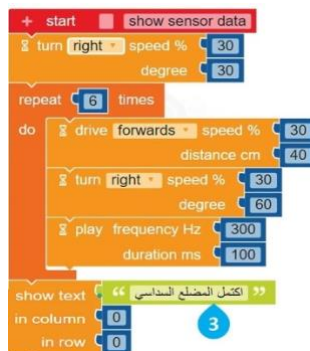 + start show sensor data
turn right speed % 30
degree 30
repeat 6 times
do drive forwards speed % 30
distance cm 40
turn right speed % 30
degree 60
play frequency Hz 300
duration ms 100
show text “ اكتمل المضلع السداسي ”
3
in column 0
in row 0